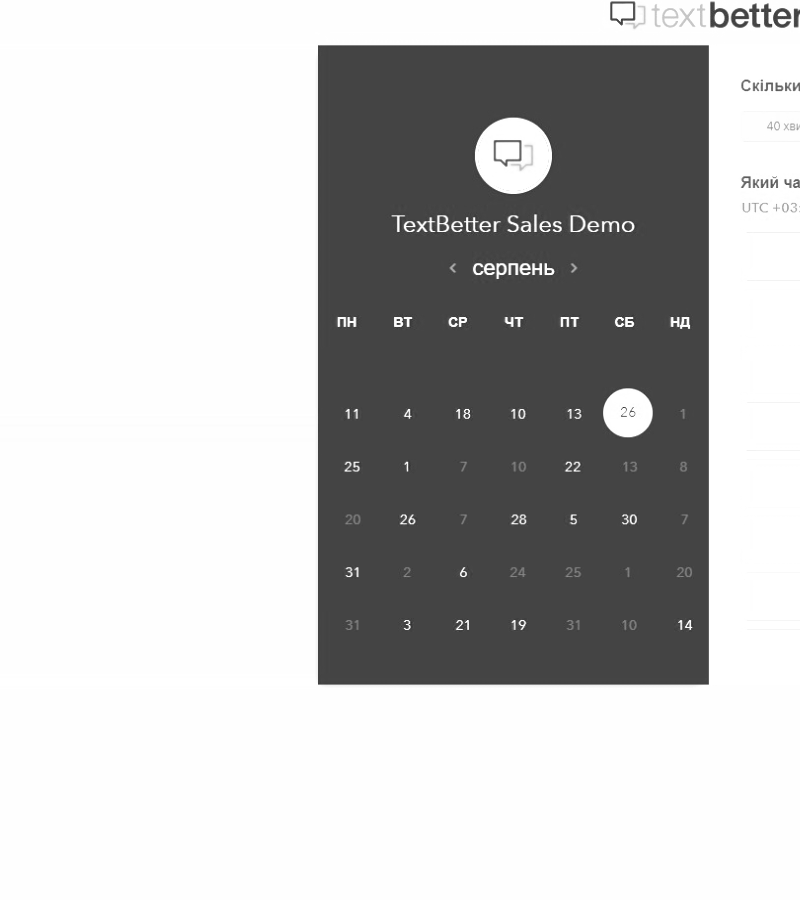 textbetter
Скільки
40 хви
Який ча
UTC +03:
TextBetter Sales Demo
серпень
ПН ВТ СР ЧТ ПТ СБ НД
11 4 18 10 13 26 1
25 1 7 10 22 13 8
20 26 7 28 5 30 7
31 2 6 24 25 1 20
31 3 21 19 31 10 14